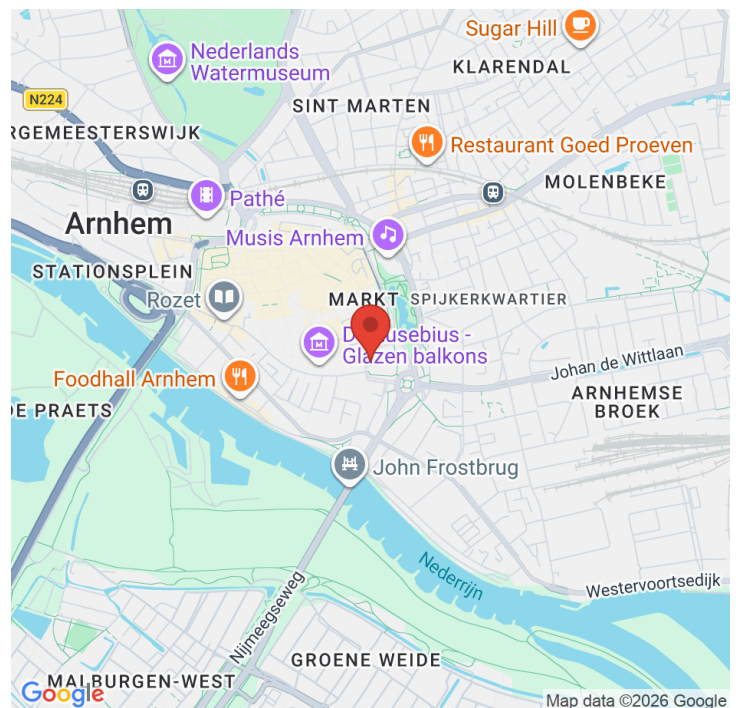 Sugar Hill
Nederlands
Watermuseum
KLARENDAL
N224
SINT MARTEN
RGEMEESTERSWIJK
Restaurant Goed Proeven
MOLENBEKE
Pathé
Arnhem
Musis Arnhem
STATIONSPLEIN
Rozet
MARKT
SPIJKERKWARTIER
usebius -
Glazen balkons
Johan de Wittlaan
Foodhall Arnhem
ARNHEMSE
BROEK
DE PRAETS
John Frostbrug
Nederrijn
Westervoortsedijk
Nijmeegseweg
GROENE WEIDE
MALBURGEN-WEST
Google
Map data ©2026 Google